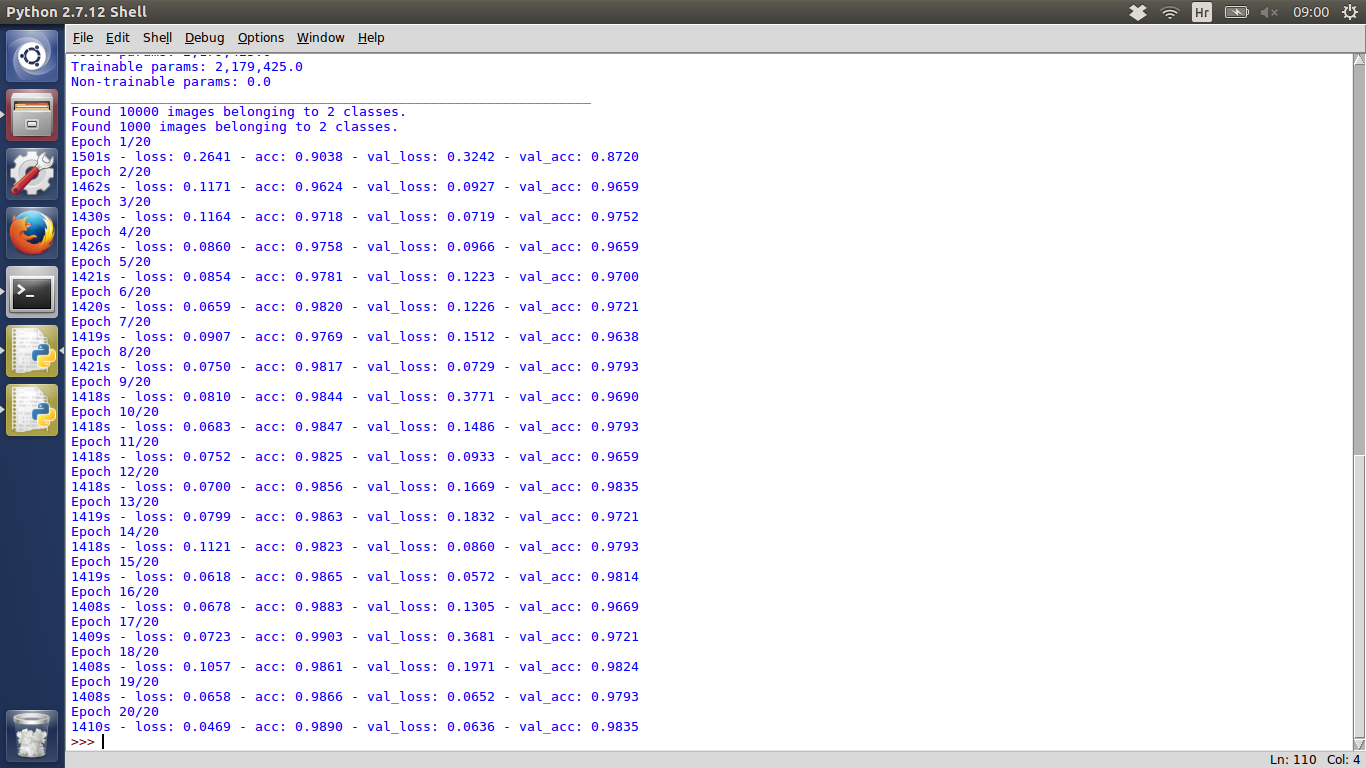 Python 2.7.12 Shell
Hr
09:00
File Edit Shell Debug Options Window Help
Trainable params: 2,179,425.0
Non-trainable params: 0.0
Found 10000 images belonging to 2 classes.
Found 1000 images belonging to 2 classes.
Epoch 1/20
1501s - loss: 0.2641 - acc: 0.9038 - val_loss: 0.3242 - val_acc: 0.8720
Epoch 2/20
1462s - loss: 0.1171 - acc: 0.9624 - val_loss: 0.0927 - val_acc: 0.9659
Epoch 3/20
1430s - loss: 0.1164 - acc: 0.9718 - val_loss: 0.0719 - val_acc: 0.9752
Epoch 4/20
1426s - loss: 0.0860 - acc: 0.9758 - val_loss: 0.0966 - val_acc: 0.9659
Epoch 5/20
1421s - loss: 0.0854 - acc: 0.9781 - val_loss: 0.1223 - val_acc: 0.9700
Epoch 6/20
1420s - loss: 0.0659 - acc: 0.9820 - val_loss: 0.1226 - val_acc: 0.9721
Epoch 7/20
1419s - loss: 0.0907 - acc: 0.9769 - val_loss: 0.1512 - val_acc: 0.9638
Epoch 8/20
1421s - loss: 0.0750 - acc: 0.9817 - val_loss: 0.0729 - val_acc: 0.9793
Epoch 9/20
1418s - loss: 0.0810 - acc: 0.9844 - val_loss: 0.3771 - val_acc: 0.9690
Epoch 10/20
1418s - loss: 0.0683 - acc: 0.9847 - val_loss: 0.1486 - val_acc: 0.9793
Epoch 11/20
1418s - loss: 0.0752 - acc: 0.9825 - val_loss: 0.0933 - val_acc: 0.9659
Epoch 12/20
1418s - loss: 0.0700 - acc: 0.9856 - val_loss: 0.1669 - val_acc: 0.9835
Epoch 13/20
1419s - loss: 0.0799 - acc: 0.9863 - val_loss: 0.1832 - val_acc: 0.9721
Epoch 14/20
1418s - loss: 0.1121 - acc: 0.9823 - val_loss: 0.0860 - val_acc: 0.9793
Epoch 15/20
1419s - loss: 0.0618 - acc: 0.9865 - val_loss: 0.0572 - val_acc: 0.9814
Epoch 16/20
1408s - loss: 0.0678 - acc: 0.9883 - val_loss: 0.1305 - val_acc: 0.9669
Epoch 17/20
1409s - loss: 0.0723 - acc: 0.9903 - val_loss: 0.3681 - val_acc: 0.9721
Epoch 18/20
1408s - loss: 0.1057 - acc: 0.9861 - val_loss: 0.1971 - val_acc: 0.9824
Epoch 19/20
1408s - loss: 0.0658 - acc: 0.9866 - val_loss: 0.0652 - val_acc: 0.9793
Epoch 20/20
1410s - loss: 0.0469 - acc: 0.9890 - val_loss: 0.0636 - val_acc: 0.9835
>>>
Ln: 110 Col: 4